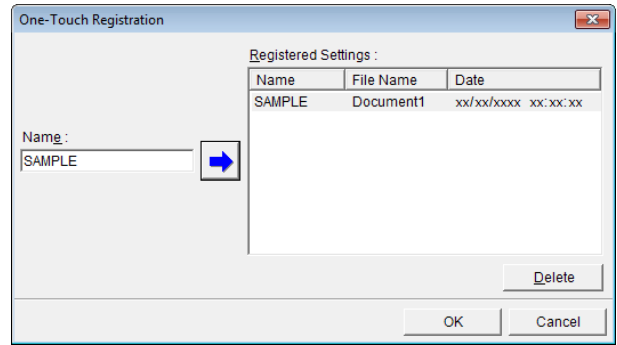 One-Touch Registration
Registered Settings :
Name File Name Date
SAMPLE Document1 xx/xx/xxxx xx:xx:xx
Name :
SAMPLE
Delete
OK Cancel